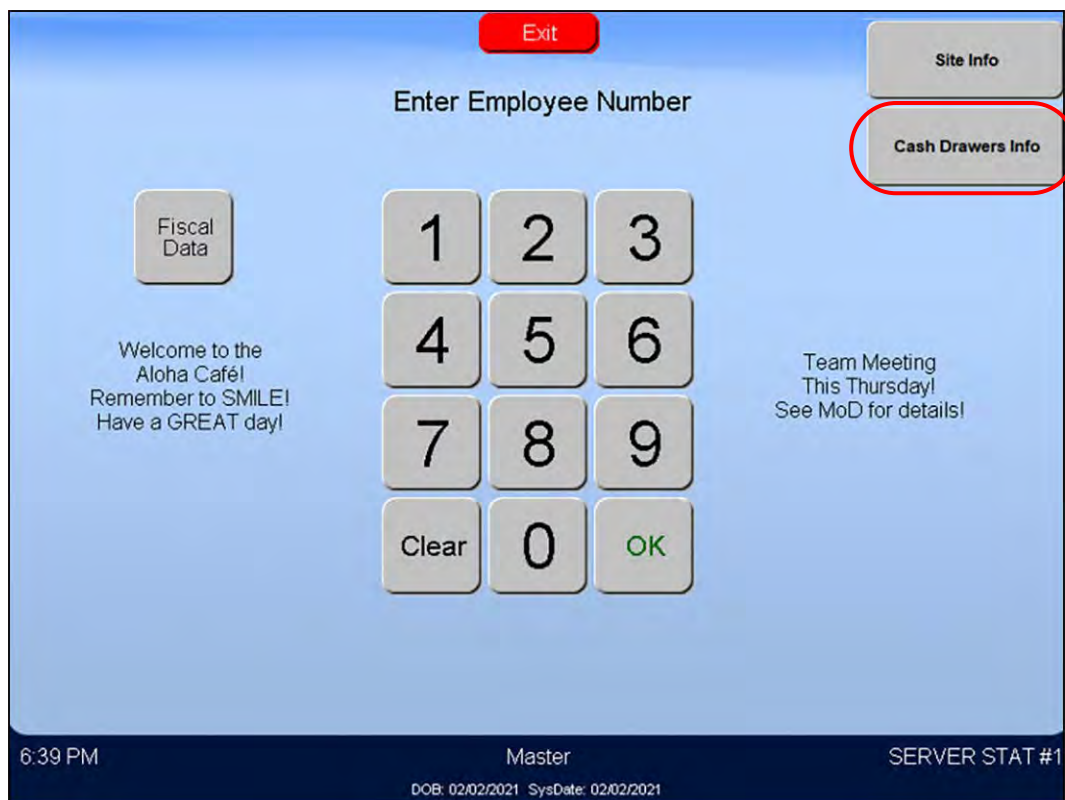 Exit
Site Info
Enter Employee Number
Cash Drawers Info
Fiscal
Data
1 2 3
4 5 6
7 8 9
Clear 0 OK
Welcome to the
Aloha Café!
Remember to SMILE!
Have a GREAT day!
Team Meeting
This Thursday!
See MoD for details!
6:39 PM
Master
SERVER STAT #1
DOB: 02/02/2021 SysDate: 02/02/2021